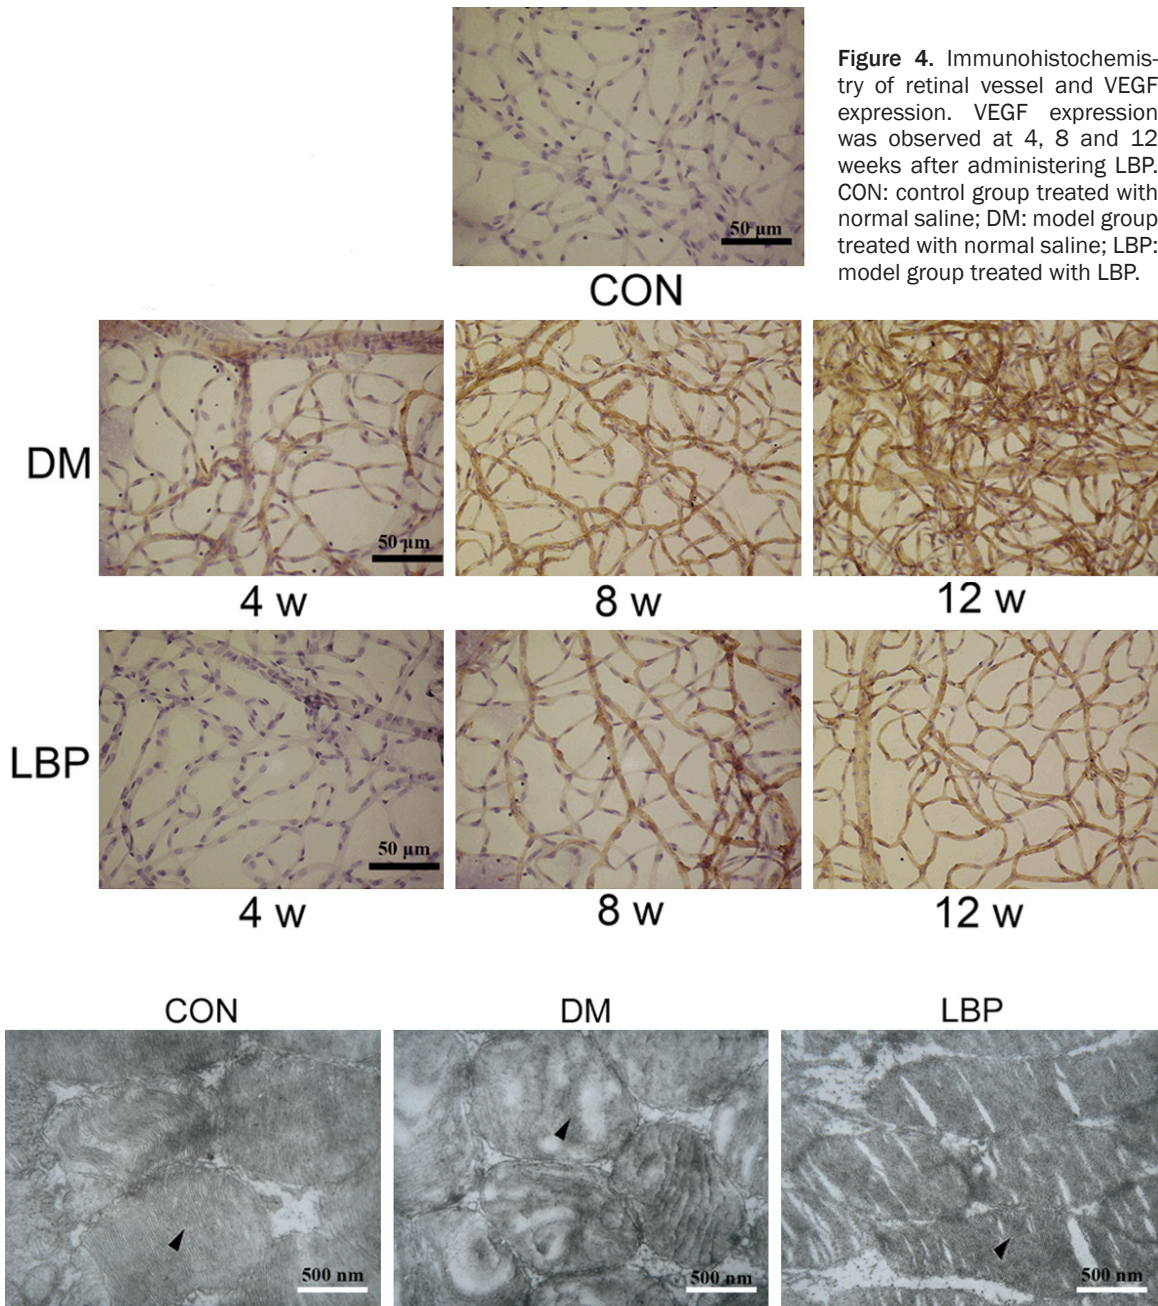 50 μm
CON
Figure 4. Immunohistochemis-
try of retinal vessel and VEGF
expression. VEGF expression
was observed at 4, 8 and 12
weeks after administering LBP.
CON: control group treated with
normal saline; DM: model group
treated with normal saline; LBP:
model group treated with LBP.
DM
50 μm
4 w
8 w
12 w
LBP
50 μm
4 w
8 w
12 w
CON
DM
LBP
500 nm
500 nm
500 nm